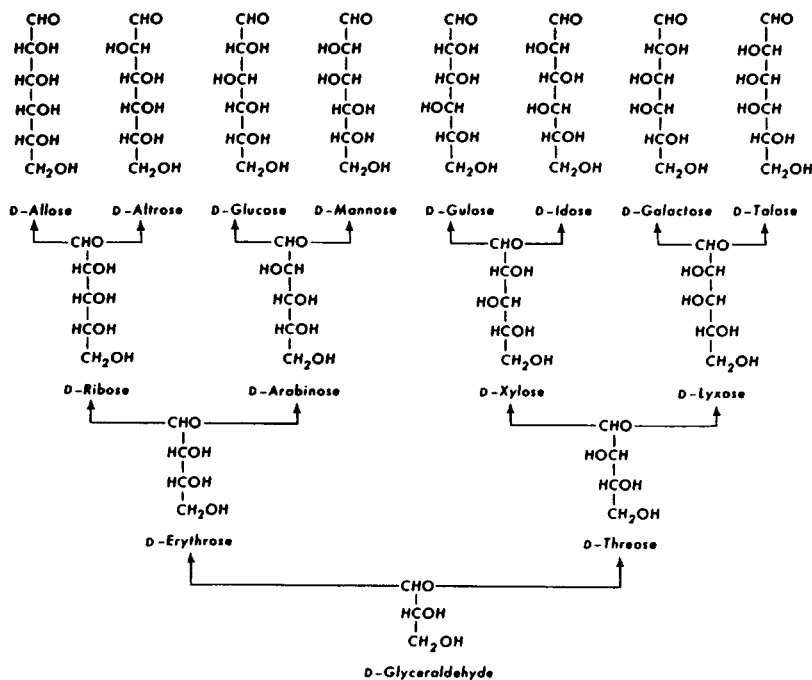 CHO CHO CHO CHO CHO CHO CHO CHO
HCOH HOCH HCOH HOCH HCOH HOCH HCOH HOCH
HCOH HCOH HOCH HOCH HCOH HCOH HOCH HOCH
HCOH HCOH HCOH HCOH HOCH HOCH HOCH HOCH
HCOH HCOH HCOH HCOH HCOH HCOH HCOH HCOH
CH₂OH CH₂OH CH₂OH CH₂OH CH₂OH CH₂OH CH₂OH CH₂OH
D-Allose D-Altrose D-Glucose D-Mannose D-Gulose D-Idose D-Galactose D-Talose
CHO CHO CHO CHO
HCOH HOCH HCOH HOCH
HCOH HCOH HOCH HOCH
HCOH HCOH HCOH HCOH
CH₂OH CH₂OH CH₂OH CH₂OH
D-Ribose D-Arabinose D-Xylose D-Lyxose
CHO CHO
HCOH HOCH
HCOH HCOH
CH₂OH CH₂OH
D-Erythrose D-Threose
CHO
HCOH
CH₂OH
D-Glyceraldehyde